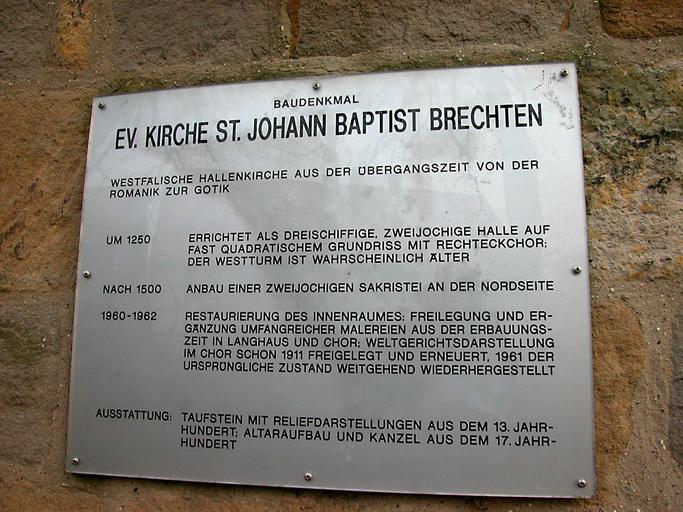 BAUDENKMAL
EV. KIRCHE ST. JOHANN BAPTIST BRECHTEN
WESTFÄLISCHE HALLENKIRCHE AUS DER ÜBERGANGSZEIT VON DER
ROMANIK ZUR GOTIK
UM 1250 ERRICHTET ALS DREISCHIFFIGE, ZWEIJOCHIGE HALLE AUF
FAST QUADRATISCHEM GRUNDRISS MIT RECHTECKCHOR;
DER WESTTURM IST WAHRSCHEINLICH ÄLTER
NACH 1500 ANBAU EINER ZWEIJOCHIGEN SAKRISTEI AN DER NORDSEITE
1960-1962 RESTAURIERUNG DES INNENRAUMES: FREILEGUNG UND ER-
GÄNZUNG UMFANGREICHER MALEREIEN AUS DER ERBAUUNGS-
ZEIT IN LANGHAUS UND CHOR; WELTGERICHTSDARSTELLUNG
IM CHOR SCHON 1911 FREIGELEGT UND ERNEUERT, 1961 DER
URSPRÜNGLICHE ZUSTAND WEITGEHEND WIEDERHERGESTELLT
AUSSTATTUNG: TAUFSTEIN MIT RELIEFDARSTELLUNGEN AUS DEM 13. JAHR-
HUNDERT; ALTARAUFBAU UND KANZEL AUS DEM 17. JAHR-
HUNDERT